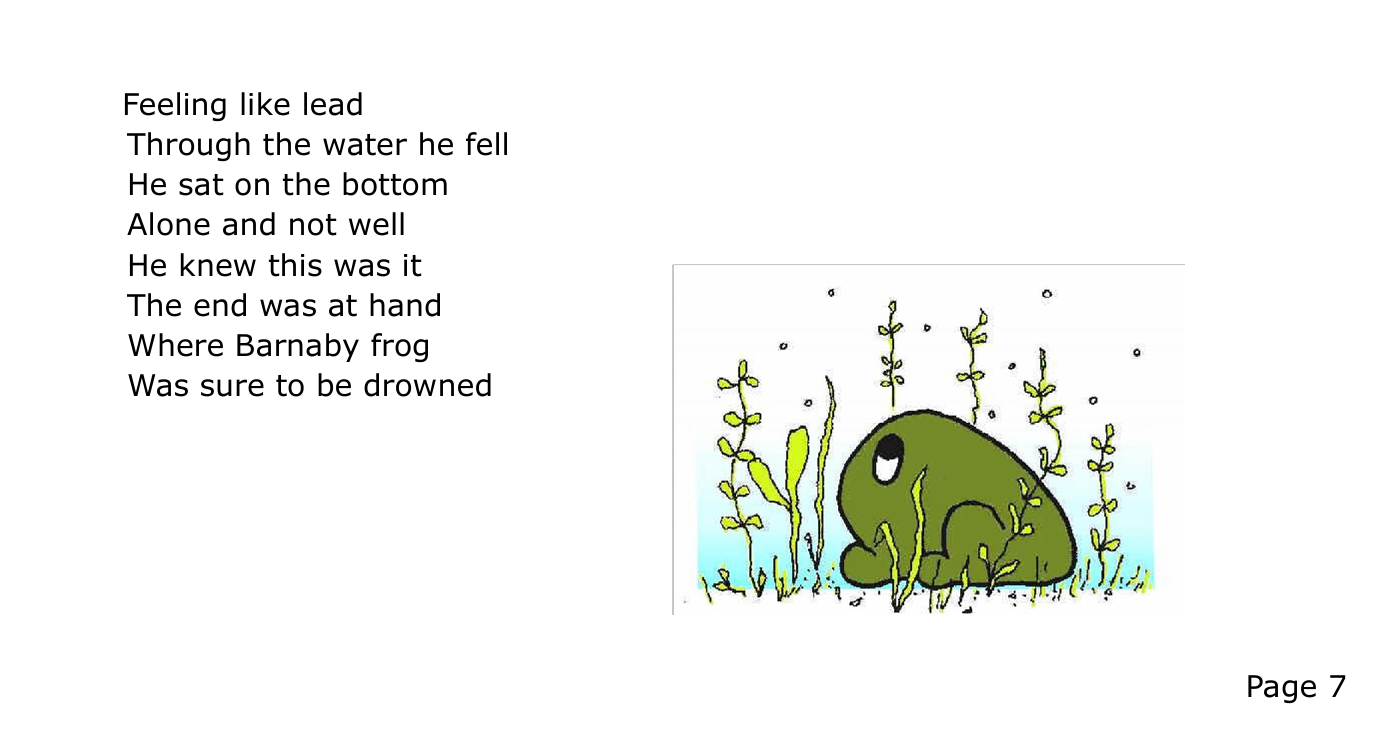 Feeling like lead
Through the water he fell
He sat on the bottom
Alone and not well
He knew this was it
The end was at hand
Where Barnaby frog
Was sure to be drowned
Page 7